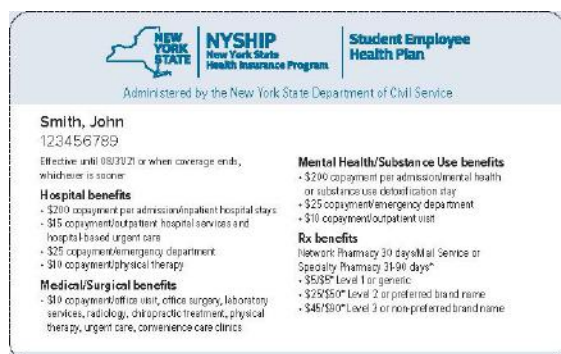 NEW
YORK
STATE
NYSHIP
New York State
Health Insurance Program
Student Employee
Health Plan
Administered by the New York State Department of Civil Service
Smith, John
123456789
Effective until 08/31/21 or when coverage ends,
whichever is sooner
Hospital benefits
• $200 copayment per admission/inpatient hospital stays
• $15 copayment/outpatient hospital services and
hospital-based urgent care
• $25 copayment/emergency department
• $10 copayment/physical therapy
Medical/Surgical benefits
• $10 copayment/office visit, office surgery, laboratory
services, radiology, chiropractic treatment, physical
therapy, urgent care, convenience care clinics
Mental Health/Substance Use benefits
• $200 copayment per admission/mental health
or substance use detoxification stay
• $25 copayment/emergency department
• $10 copayment/outpatient visit
Rx benefits
Network Pharmacy 30 days/Mail Service or
Specialty Pharmacy 31-90 days*
• $5/$5* Level 1 or generic
• $25/$50* Level 2 or preferred brand name
• $45/$90* Level 3 or non-preferred brand name